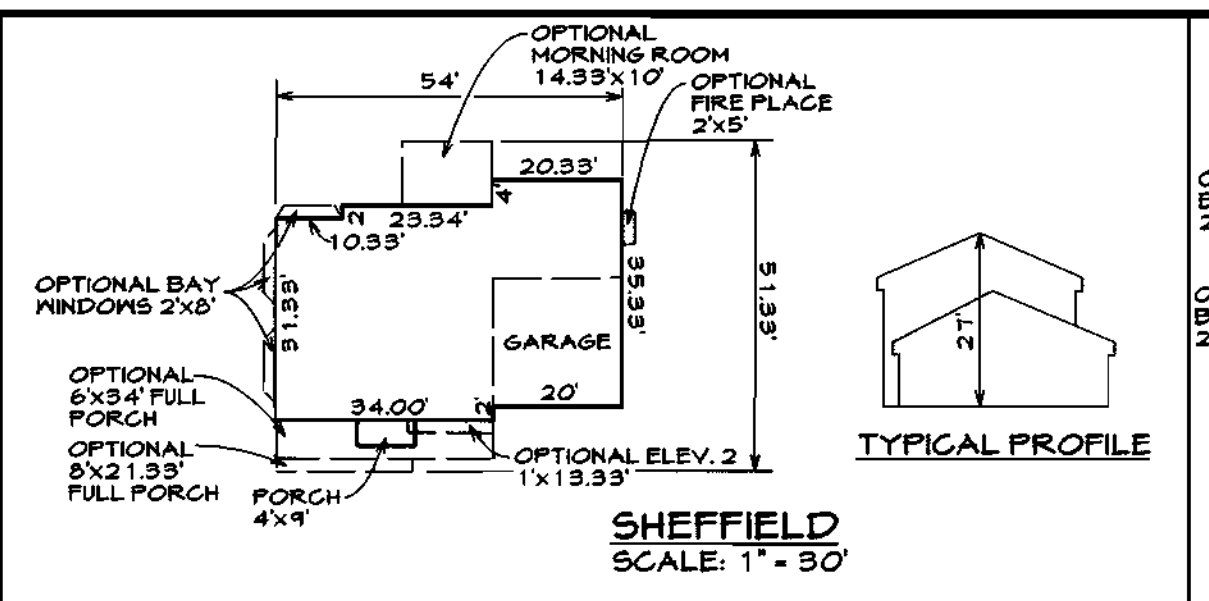 OPTIONAL
MORNING ROOM
14.33'x10'
54'
OPTIONAL
FIRE PLACE
2'x5'
20.33'
4'
2
23.34'
10.33'
OPTIONAL BAY
WINDOWS 2'x8'
31.33'
35.33'
51.33'
GARAGE
27'
OPTIONAL
6'x34' FULL
PORCH
34.00'
2'
20'
TYPICAL PROFILE
OPTIONAL
8'x21.33'
FULL PORCH
OPTIONAL ELEV. 2
1'x13.33'
PORCH
4'x9'
SHEFFIELD
SCALE: 1" = 30'